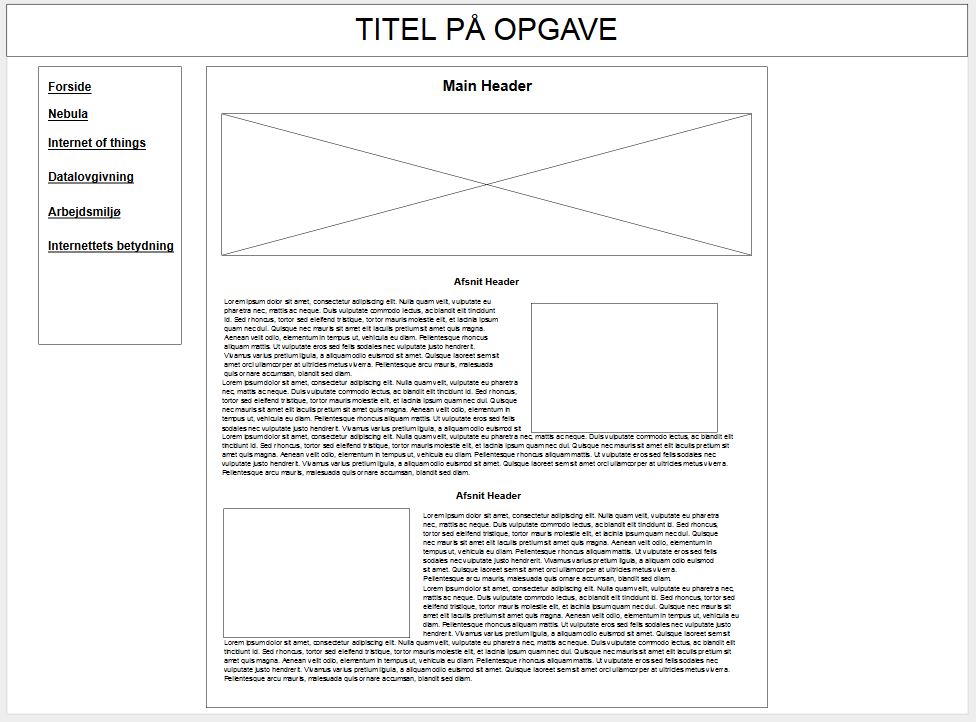 TITEL PÅ OPGAVE
Forside
Nebula
Internet of things
Datalovgivning
Arbejdsmiljø
Internettets betydning
Main Header
Afsnit Header
Lorem ipsum dolor sit amet, consectetur adipiscing elit. Nulla quam velit, vulputate eu
pharetra nec, mattis ac neque. Duis vulputate commodo lectus, ac blandit elit tincidunt
id. Sed rhoncus, tortor sed eleifend tristique, tortor mauris molestie elit, et lacinia ipsum
quam nec dui. Quisque nec mauris sit amet elit iaculis pretium sit amet quis magna.
Aenean velit odio, elementum in tempus ut, vehicula eu diam. Pellentesque rhoncus
aliquam mattis. Ut vulputate eros sed felis sodales nec vulputate justo hendrerit.
Vivamus varius pretium ligula, a aliquam odio euismod sit amet. Quisque laoreet sem sit
amet orci ullamcorper at ultricies metus viverra. Pellentesque arcu mauris, malesuada
quis ornare accumsan, blandit sed diam.
Lorem ipsum dolor sit amet, consectetur adipiscing elit. Nulla quam velit, vulputate eu pharetra
nec, mattis ac neque. Duis vulputate commodo lectus, ac blandit elit tincidunt id. Sed rhoncus,
tortor sed eleifend tristique, tortor mauris molestie elit, et lacinia ipsum quam nec dui. Quisque
nec mauris sit amet elit iaculis pretium sit amet quis magna. Aenean velit odio, elementum in
tempus ut, vehicula eu diam. Pellentesque rhoncus aliquam mattis. Ut vulputate eros sed felis
sodales nec vulputate justo hendrerit. Vivamus varius pretium ligula, a aliquam odio euismod sit
Lorem ipsum dolor sit amet, consectetur adipiscing elit. Nulla quam velit, vulputate eu pharetra nec, mattis ac neque. Duis vulputate commodo lectus, ac blandit elit
tincidunt id. Sed rhoncus, tortor sed eleifend tristique, tortor mauris molestie elit, et lacinia ipsum quam nec dui. Quisque nec mauris sit amet elit iaculis pretium sit
amet quis magna. Aenean velit odio, elementum in tempus ut, vehicula eu diam. Pellentesque rhoncus aliquam mattis. Ut vulputate eros sed felis sodales nec
vulputate justo hendrerit. Vivamus varius pretium ligula, a aliquam odio euismod sit amet. Quisque laoreet sem sit amet orci ullamcorper at ultricies metus viverra.
Pellentesque arcu mauris, malesuada quis ornare accumsan, blandit sed diam.
Afsnit Header
Lorem ipsum dolor sit amet, consectetur adipiscing elit. Nulla quam velit, vulputate eu pharetra
nec, mattis ac neque. Duis vulputate commodo lectus, ac blandit elit tincidunt id. Sed rhoncus,
tortor sed eleifend tristique, tortor mauris molestie elit, et lacinia ipsum quam nec dui. Quisque
nec mauris sit amet elit iaculis pretium sit amet quis magna. Aenean velit odio, elementum in
tempus ut, vehicula eu diam. Pellentesque rhoncus aliquam mattis. Ut vulputate eros sed felis
sodales nec vulputate justo hendrerit. Vivamus varius pretium ligula, a aliquam odio euismod
sit amet. Quisque laoreet sem sit amet orci ullamcorper at ultricies metus viverra.
Pellentesque arcu mauris, malesuada quis ornare accumsan, blandit sed diam.
Lorem ipsum dolor sit amet, consectetur adipiscing elit. Nulla quam velit, vulputate eu pharetra nec,
mattis ac neque. Duis vulputate commodo lectus, ac blandit elit tincidunt id. Sed rhoncus, tortor sed
eleifend tristique, tortor mauris molestie elit, et lacinia ipsum quam nec dui. Quisque nec mauris sit
amet elit iaculis pretium sit amet quis magna. Aenean velit odio, elementum in tempus ut, vehicula eu
diam. Pellentesque rhoncus aliquam mattis. Ut vulputate eros sed felis sodales nec vulputate justo
hendrerit. Vivamus varius pretium ligula, a aliquam odio euismod sit amet. Quisque laoreet sem sit
Lorem ipsum dolor sit amet, consectetur adipiscing elit. Nulla quam velit, vulputate eu pharetra nec, mattis ac neque. Duis vulputate commodo lectus, ac blandit elit
tincidunt id. Sed rhoncus, tortor sed eleifend tristique, tortor mauris molestie elit, et lacinia ipsum quam nec dui. Quisque nec mauris sit amet elit iaculis pretium sit
amet quis magna. Aenean velit odio, elementum in tempus ut, vehicula eu diam. Pellentesque rhoncus aliquam mattis. Ut vulputate eros sed felis sodales nec
vulputate justo hendrerit. Vivamus varius pretium ligula, a aliquam odio euismod sit amet. Quisque laoreet sem sit amet orci ullamcorper at ultricies metus viverra.
Pellentesque arcu mauris, malesuada quis ornare accumsan, blandit sed diam.